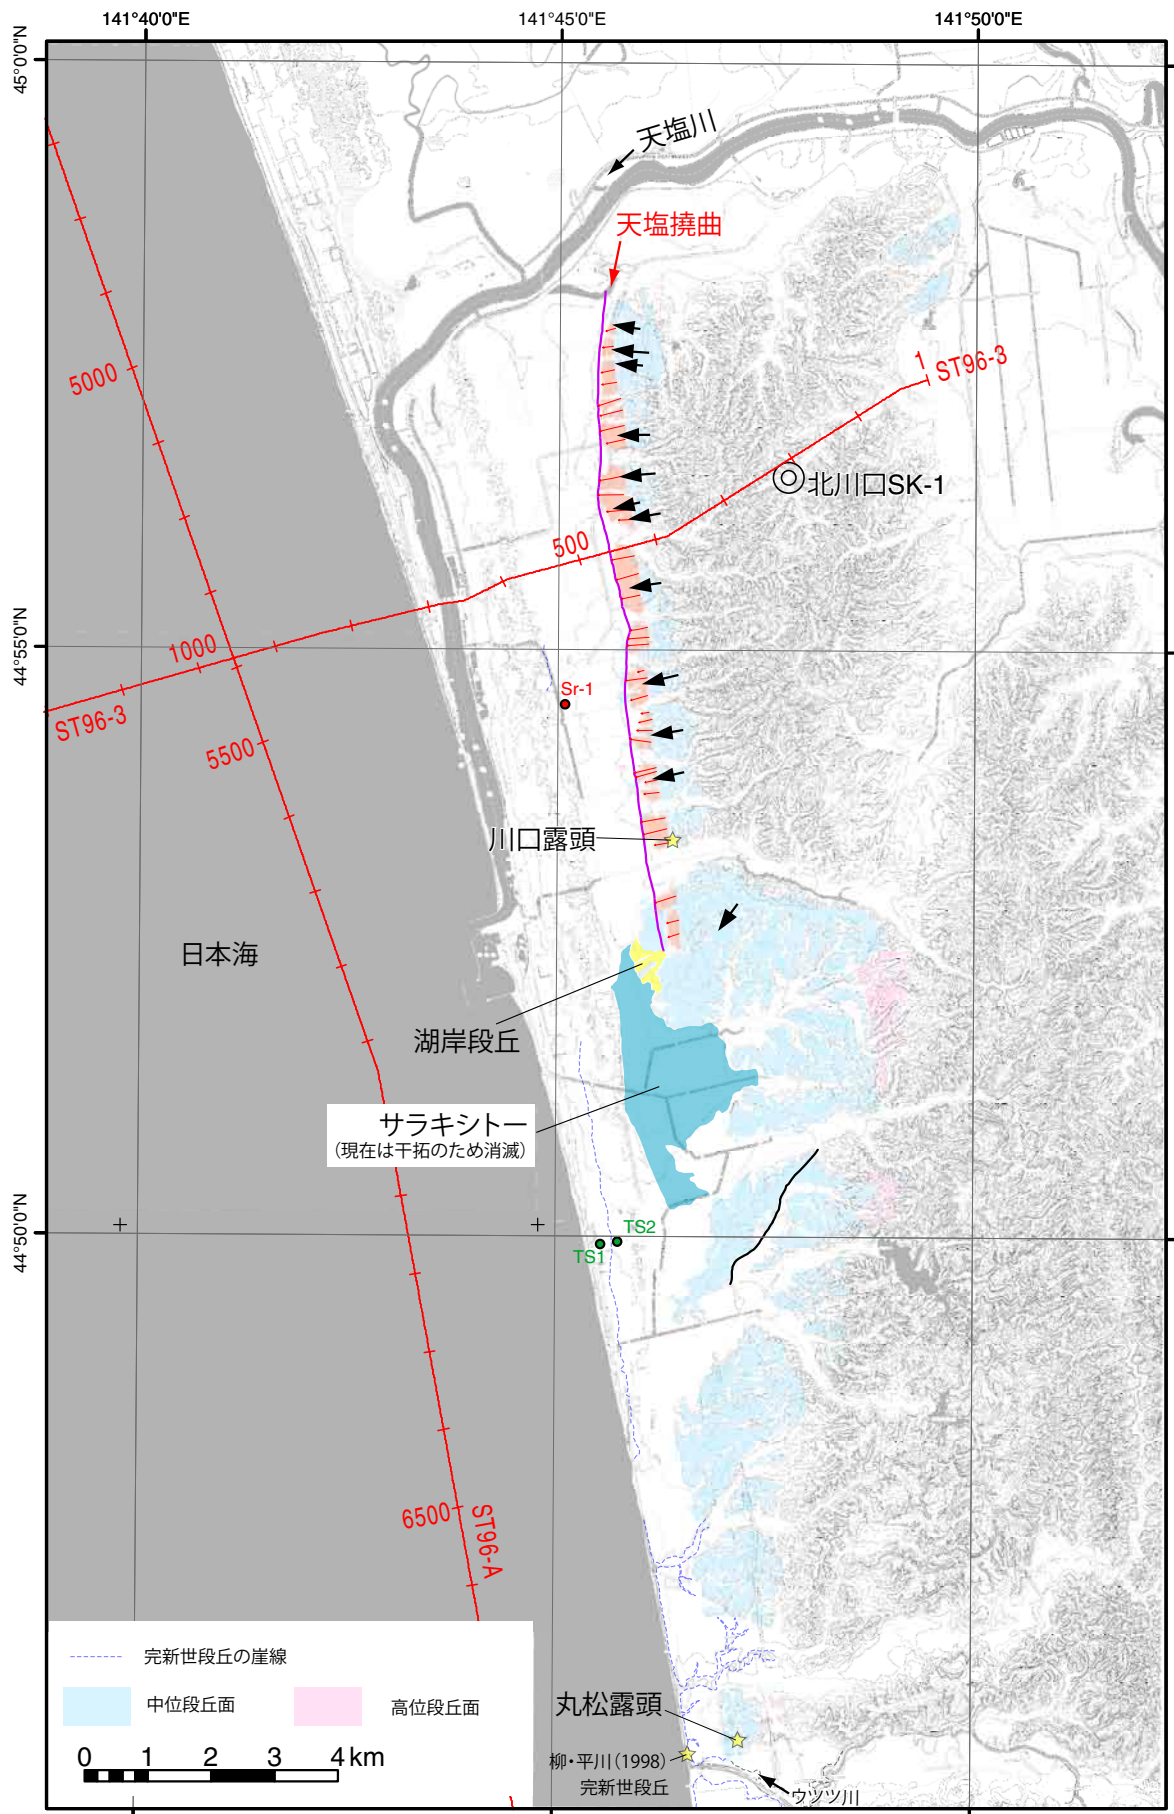 141°40'0"E
141°45'0"E
141°50'0"E
45°0'0"N
天塩川
天塩撓曲
5000
1
ST96-3
北川口SK-1
500
44°55'0"N
1000
Sr-1
ST96-3
5500
川口露頭
日本海
湖岸段丘
サラキシトー
(現在は干拓のため消滅)
44°50'0"N
TS2
TS1
6500
ST96-A
完新世段丘の崖線
中位段丘面
高位段丘面
0 1 2 3 4 km
丸松露頭
柳・平川(1998)
完新世段丘
ウツツ川